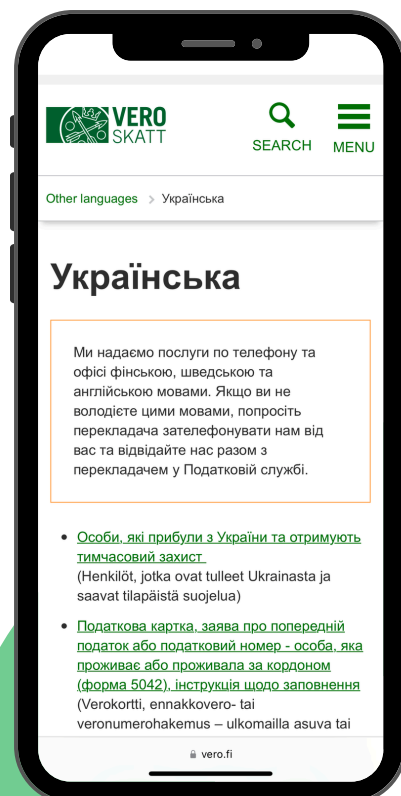 VERO
SKATT
SEARCH
MENU
Other languages > Українська
Українська
Ми надаємо послуги по телефону та
офісі фінською, шведською та
англійською мовами. Якщо ви не
володієте цими мовами, попросіть
перекладача зателефонувати нам від
вас та відвідайте нас разом з
перекладачем у Податковій службі.
• Особи, які прибули з України та отримують
тимчасовий захист
(Henkilöt, jotka ovat tulleet Ukrainasta ja
saavat tilapäistä suojelua)
• Податкова картка, заява про попередній
податок або податковий номер - особа, яка
проживає або проживала за кордоном
(форма 5042), інструкція щодо заповнення
(Verokortti, ennakkovero- tai
veronumerohakemus – ulkomailla asuva tai
vero.fi